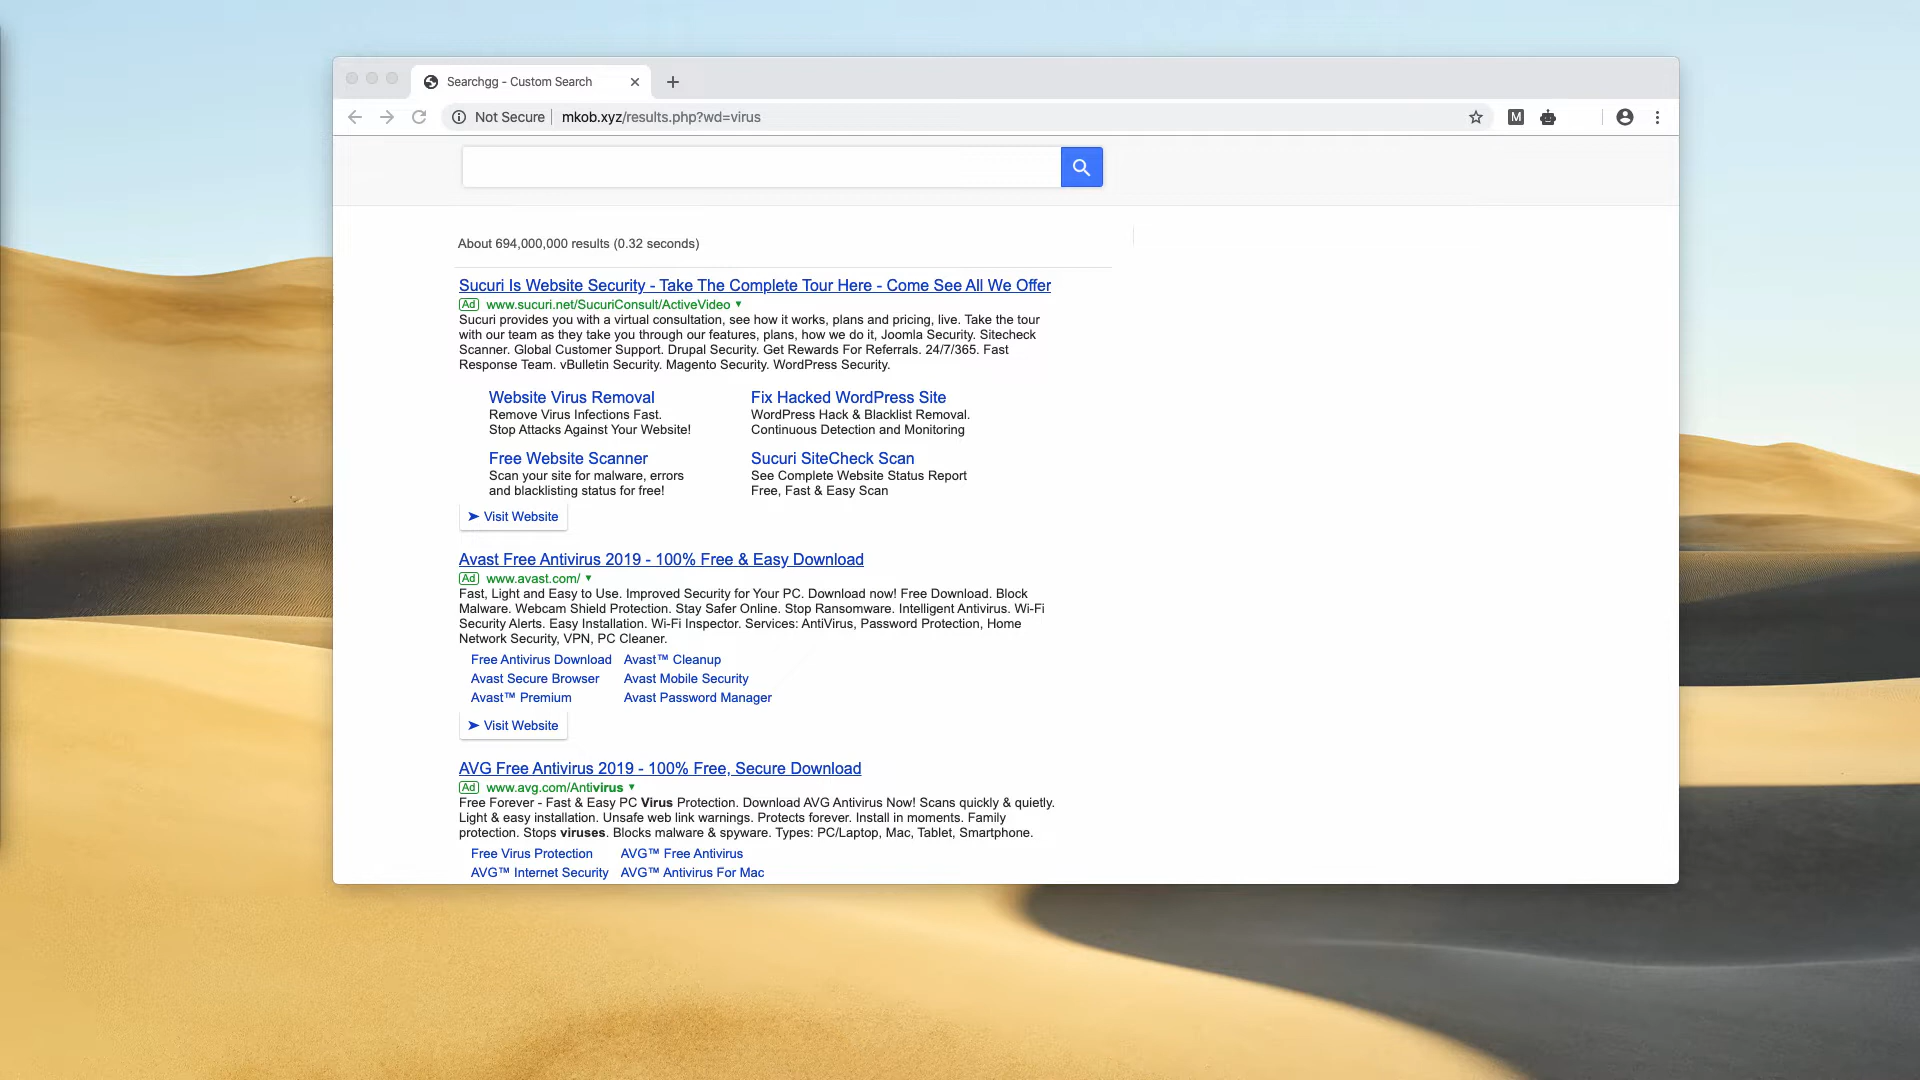 Searchgg - Custom Search
Not Secure mkob.xyz/results.php?wd=virus
M
About 694,000,000 results (0.32 seconds)
Sucuri Is Website Security - Take The Complete Tour Here - Come See All We Offer
Ad www.sucuri.net/SucuriConsult/ActiveVideo
Sucuri provides you with a virtual consultation, see how it works, plans and pricing, live. Take the tour
with our team as they take you through our features, plans, how we do it, Joomla Security. Sitecheck
Scanner. Global Customer Support. Drupal Security. Get Rewards For Referrals. 24/7/365. Fast
Response Team. vBulletin Security. Magento Security. WordPress Security.
Website Virus Removal
Remove Virus Infections Fast.
Stop Attacks Against Your Website!
Fix Hacked WordPress Site
WordPress Hack & Blacklist Removal.
Continuous Detection and Monitoring
Free Website Scanner
Scan your site for malware, errors
and blacklisting status for free!
Sucuri SiteCheck Scan
See Complete Website Status Report
Free, Fast & Easy Scan
Visit Website
Avast Free Antivirus 2019 - 100% Free & Easy Download
Ad www.avast.com/
Fast, Light and Easy to Use. Improved Security for Your PC. Download now! Free Download. Block
Malware. Webcam Shield Protection. Stay Safer Online. Stop Ransomware. Intelligent Antivirus. Wi-Fi
Security Alerts. Easy Installation. Wi-Fi Inspector. Services: AntiVirus, Password Protection, Home
Network Security, VPN, PC Cleaner.
Free Antivirus Download Avast™ Cleanup
Avast Secure Browser Avast Mobile Security
Avast™ Premium Avast Password Manager
Visit Website
AVG Free Antivirus 2019 - 100% Free, Secure Download
Ad www.avg.com/Antivirus
Free Forever - Fast & Easy PC Virus Protection. Download AVG Antivirus Now! Scans quickly & quietly.
Light & easy installation. Unsafe web link warnings. Protects forever. Install in moments. Family
protection. Stops viruses. Blocks malware & spyware. Types: PC/Laptop, Mac, Tablet, Smartphone.
Free Virus Protection AVG™ Free Antivirus
AVG™ Internet Security AVG™ Antivirus For Mac